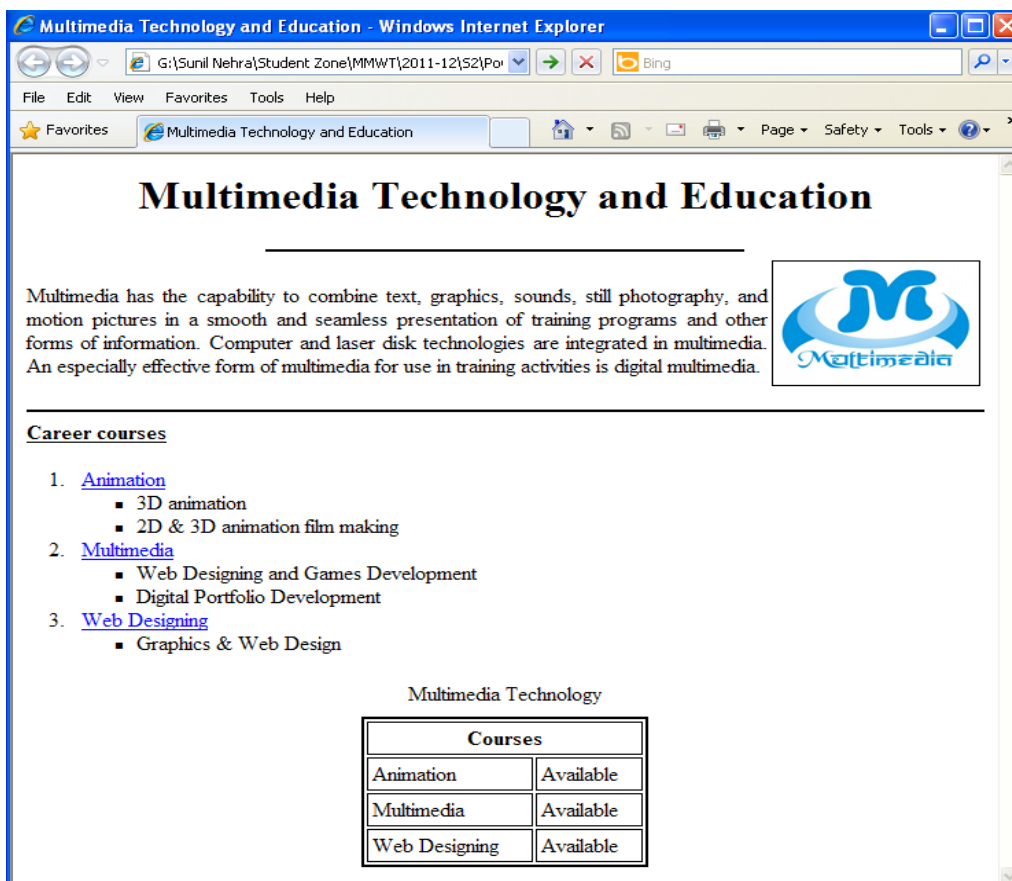 Multimedia Technology and Education - Windows Internet Explorer
G:\Sunil Nehra\Student Zone\MMWT\2011-12\S2\Po
Bing
File Edit View Favorites Tools Help
Favorites Multimedia Technology and Education Page Safety Tools
Multimedia Technology and Education
Multimedia has the capability to combine text, graphics, sounds, still photography, and
motion pictures in a smooth and seamless presentation of training programs and other
forms of information. Computer and laser disk technologies are integrated in multimedia.
An especially effective form of multimedia for use in training activities is digital multimedia.
Multimedia
Career courses
1. Animation
▪ 3D animation
▪ 2D & 3D animation film making
2. Multimedia
▪ Web Designing and Games Development
▪ Digital Portfolio Development
3. Web Designing
▪ Graphics & Web Design
Multimedia Technology
Courses
Animation Available
Multimedia Available
Web Designing Available